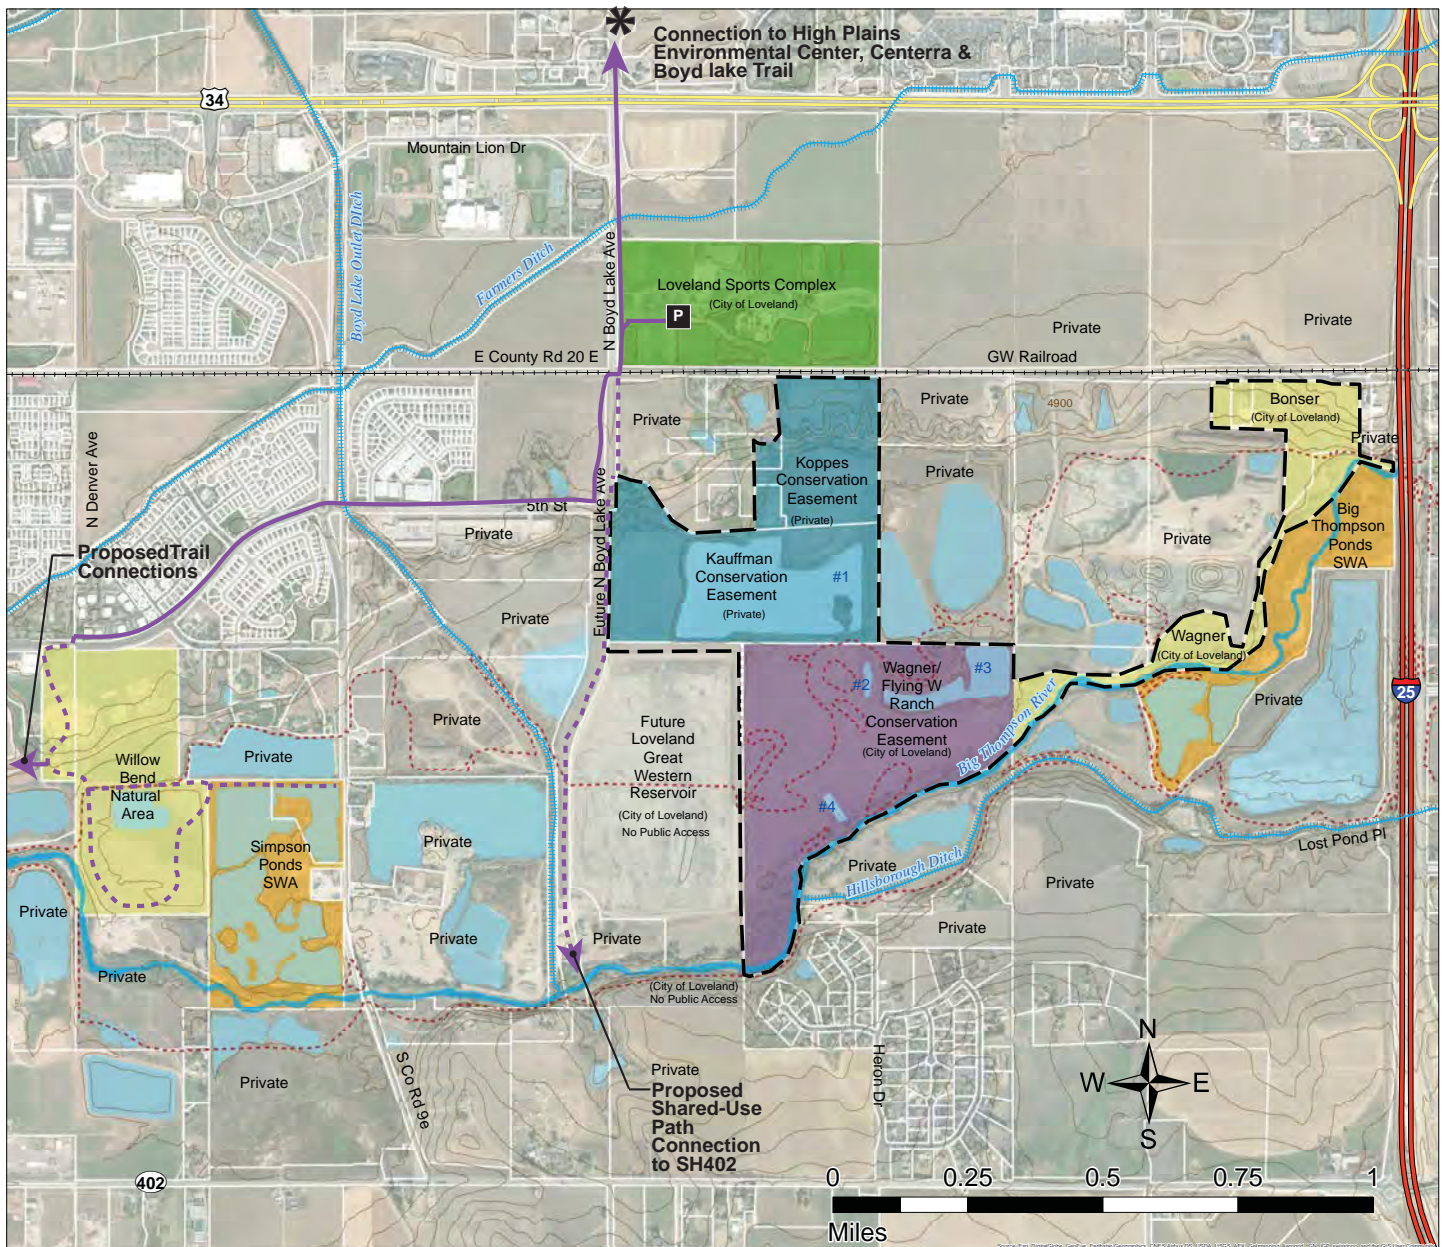 Connection to High Plains
Environmental Center, Centerra &
Boyd lake Trail
34
Mountain Lion Dr
Boyd Lake Outlet DItch
Farmers Ditch
N Boyd Lake Ave
Loveland Sports Complex
(City of Loveland)
P
Private
Private
E County Rd 20 E
GW Railroad
Private
Private
4900
Bonser
(City of Loveland)
Private
N Denver Ave
Koppes
Conservation
Easement
(Private)
Private
Future N Boyd Lake Ave
5th St
Private
Private
Big
Thompson
Ponds
SWA
Proposed Trail
Connections
Kauffman
Conservation
Easement
(Private)
#1
Private
Wagner
(City of Loveland)
Wagner/
Flying W
Ranch
Conservation
Easement
(City of Loveland)
#2
#3
#4
Big Thompson River
Private
25
Private
Future
Loveland
Great
Western
Reservoir
(City of Loveland)
No Public Access
Willow
Bend
Natural
Area
Private
Simpson
Ponds
SWA
Private
Private
Hillsborough Ditch
Lost Pond Pl
Private
Private
Private
Private
Private
Private
(City of Loveland)
No Public Access
Private
S Co Rd 9e
Heron Dr
Private
Proposed
Shared-Use
Path
Connection
to SH402
N
W
E
S
402
0 0.25 0.5 0.75 1
Miles